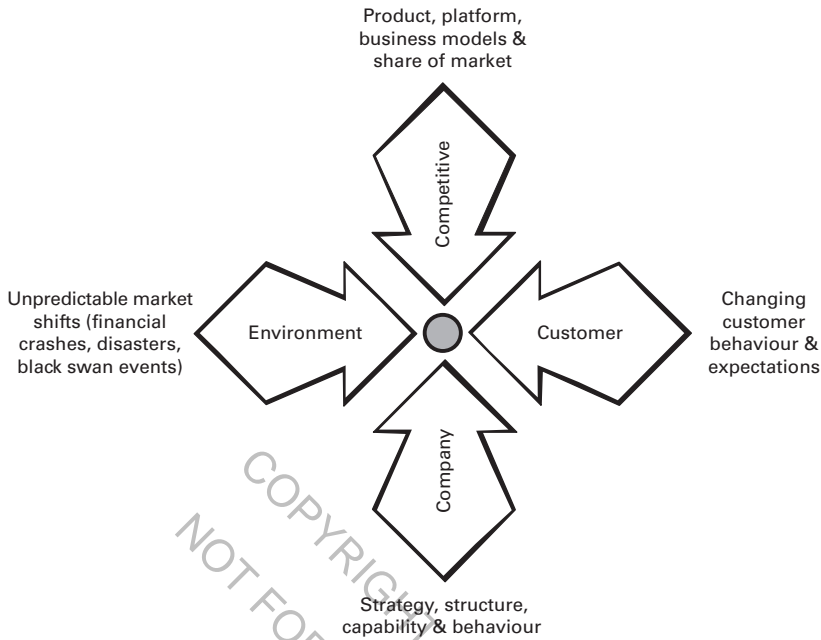 Product, platform,
business models &
share of market
Competitive
Unpredictable market
shifts (financial
crashes, disasters,
black swan events)
Environment
Customer
Changing
customer
behaviour &
expectations
Company
Strategy, structure,
capability & behaviour
COPYRIGHT
NOT FOR